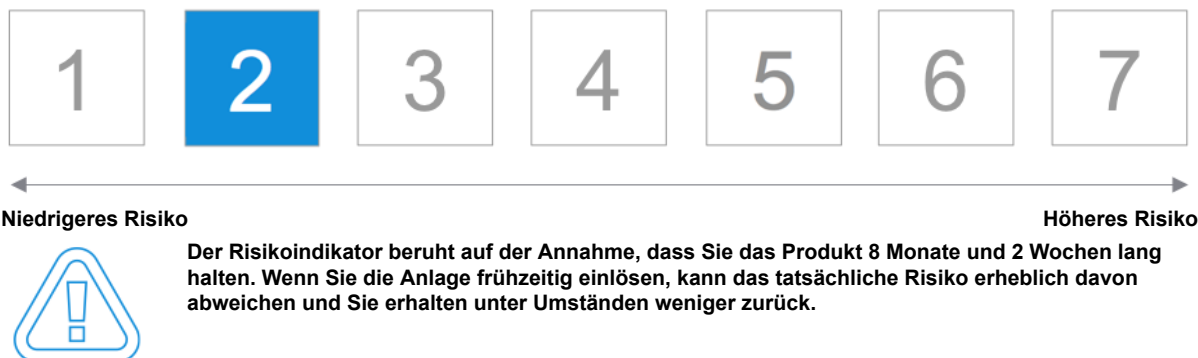 1 2 3 4 5 6 7
Niedrigeres Risiko Höheres Risiko
Der Risikoindikator beruht auf der Annahme, dass Sie das Produkt 8 Monate und 2 Wochen lang
halten. Wenn Sie die Anlage frühzeitig einlösen, kann das tatsächliche Risiko erheblich davon
abweichen und Sie erhalten unter Umständen weniger zurück.